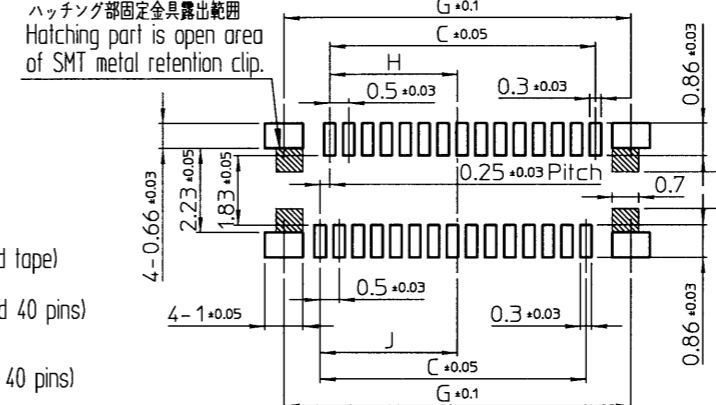 ハッチング部固定金具露出範囲
Hatching part is open area
of SMT metal retention clip.
G ±0.1
C ±0.05
H
0.5 ±0.03
0.3 ±0.03
0.86 ±0.03
4-0.66 ±0.03
2.23 ±0.05
1.83 ±0.05
0.25 ±0.03 Pitch
0.7
d tape)
d 40 pins)
40 pins)
4-1 ±0.05
0.5 ±0.03
0.3 ±0.03
0.86 ±0.03
J
C ±0.05
G ±0.1